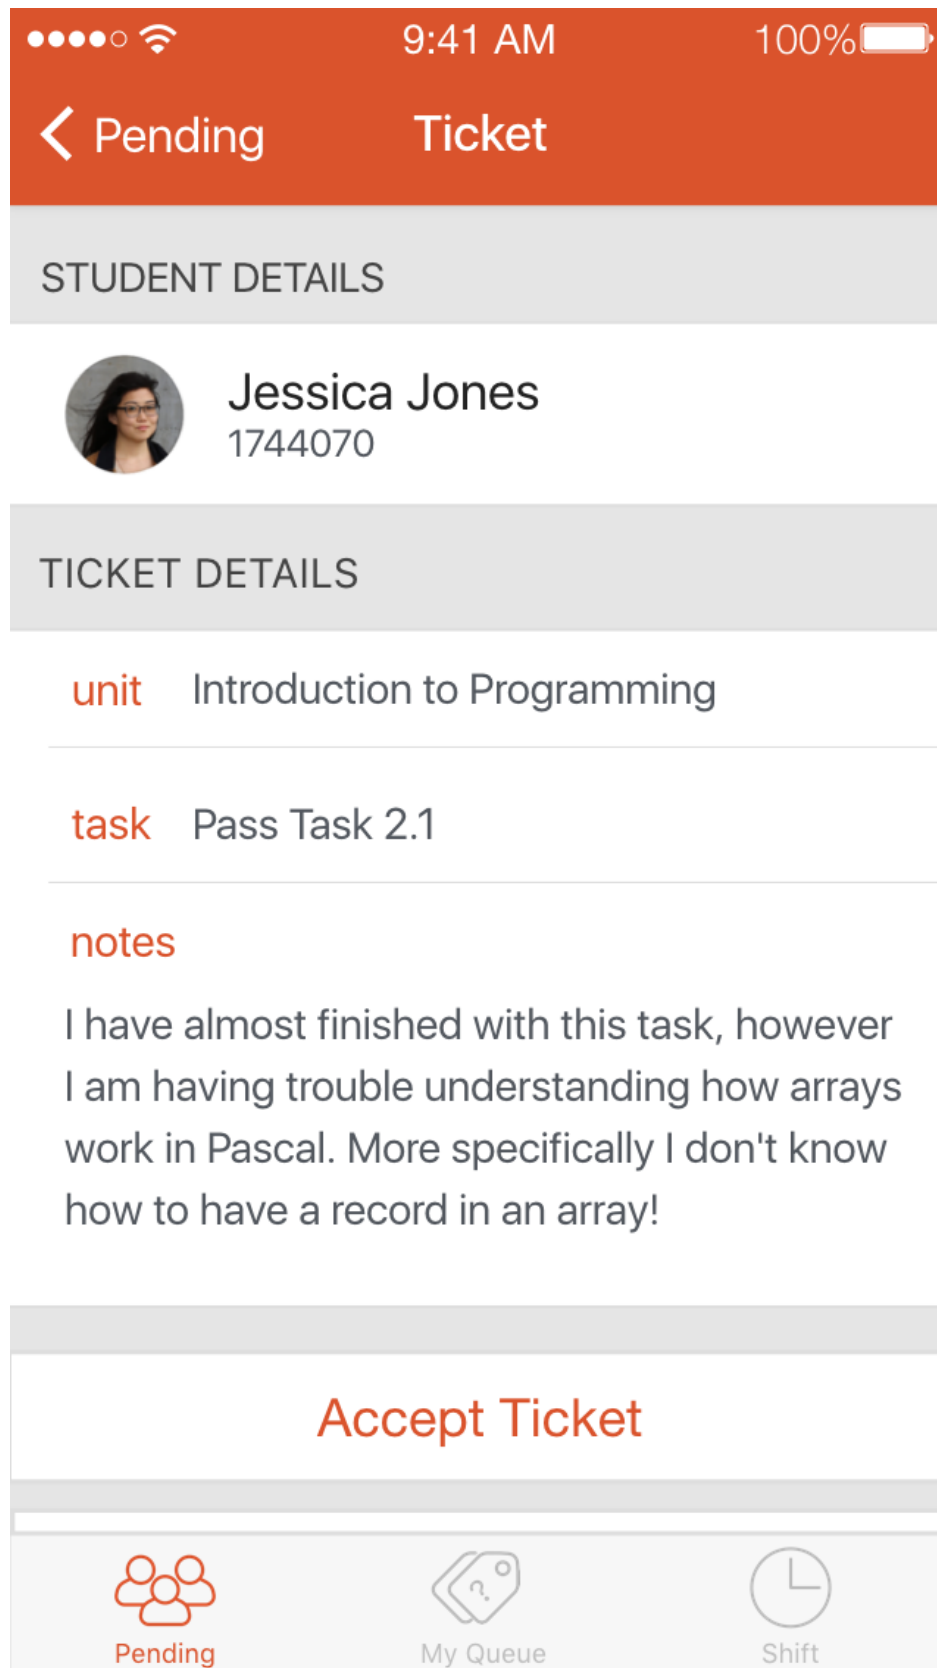 9:41 AM 100%
Pending Ticket
STUDENT DETAILS
Jessica Jones
1744070
TICKET DETAILS
unit Introduction to Programming
task Pass Task 2.1
notes
I have almost finished with this task, however
I am having trouble understanding how arrays
work in Pascal. More specifically I don't know
how to have a record in an array!
Accept Ticket
?
Pending My Queue Shift